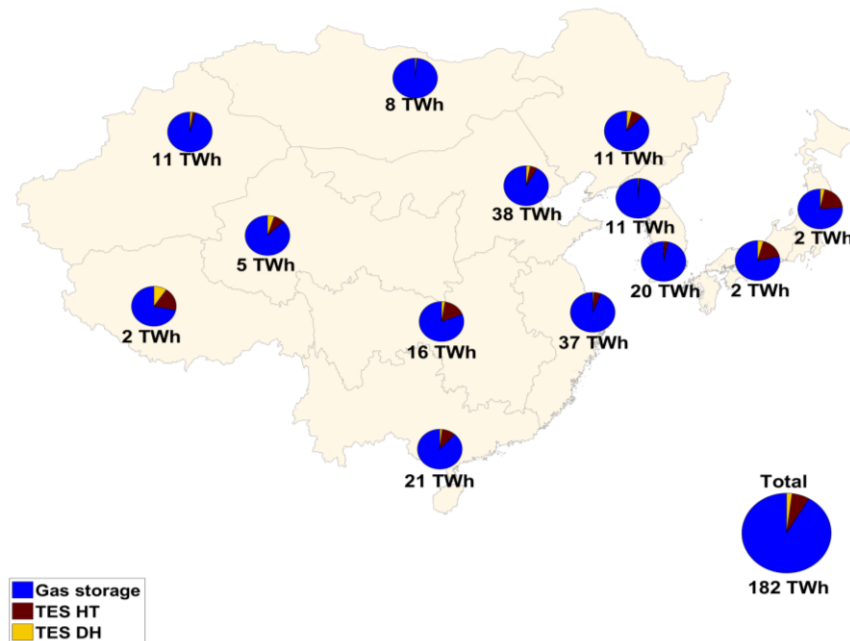 8 TWh
11 TWh
11 TWh
38 TWh
11 TWh
2 TWh
5 TWh
20 TWh
2 TWh
2 TWh
16 TWh
37 TWh
21 TWh
Total
182 TWh
Gas storage
TES HT
TES DH